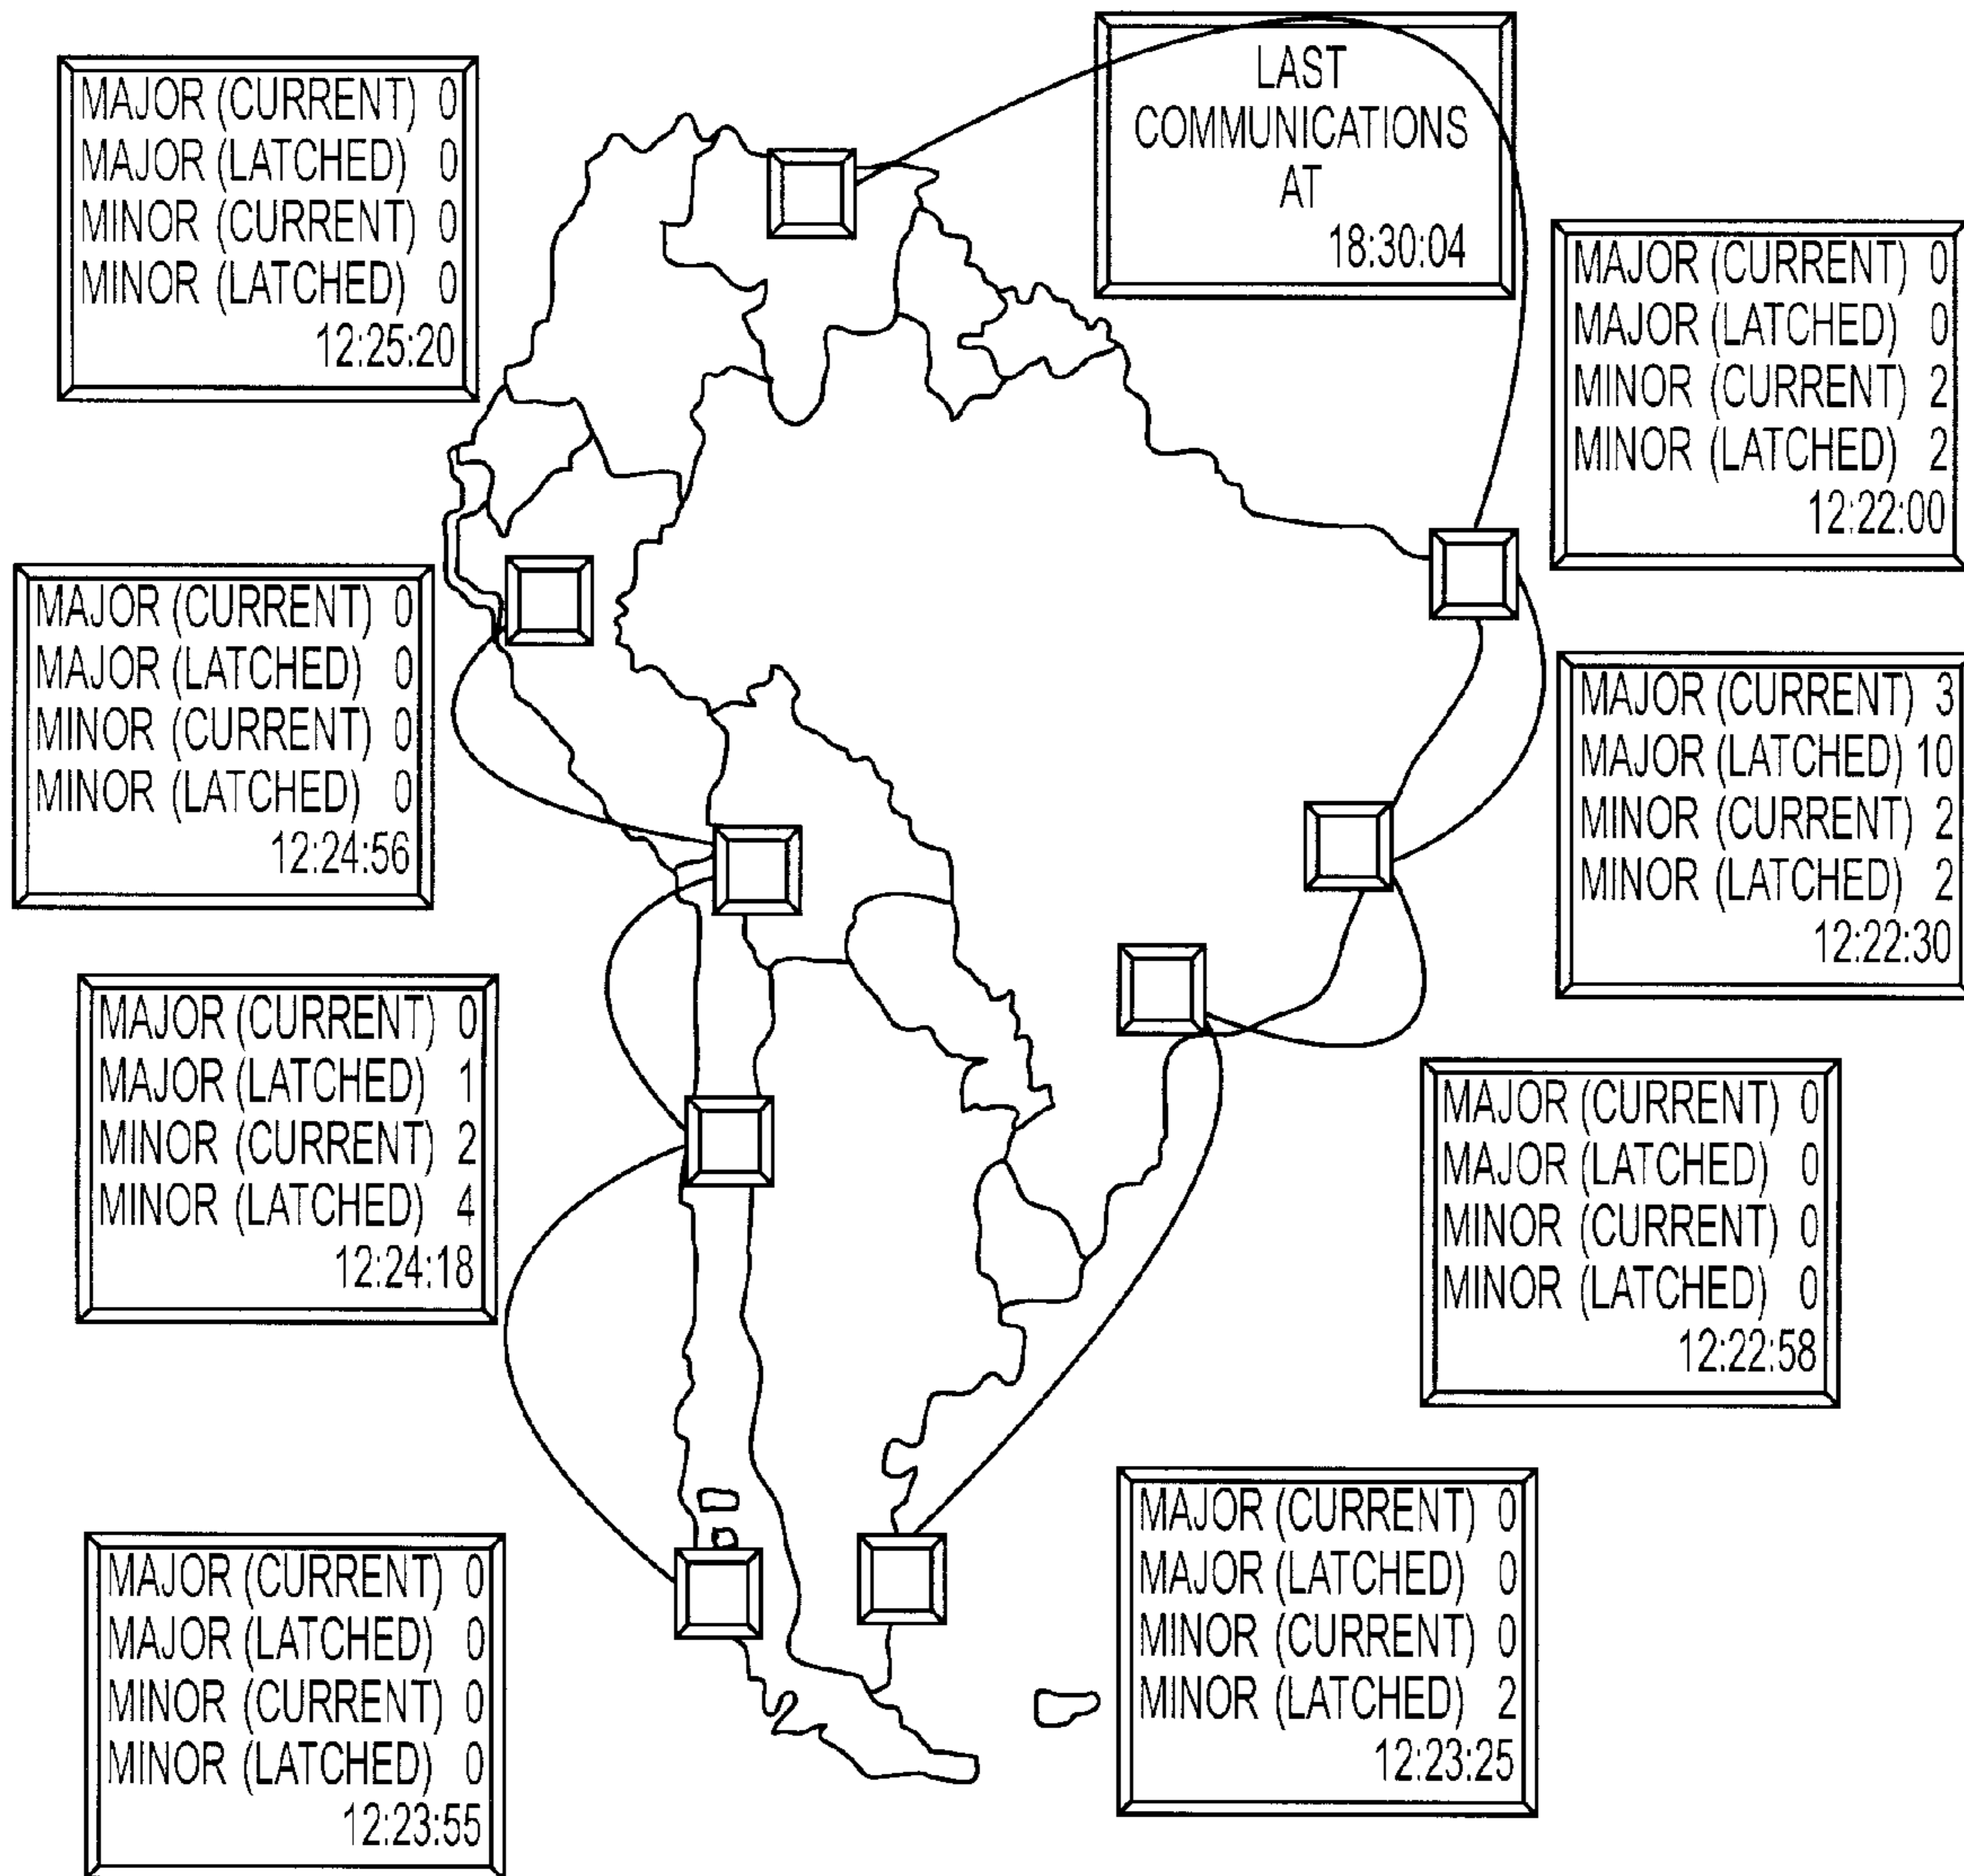 MAJOR (CURRENT) 0
MAJOR (LATCHED) 0
MINOR (CURRENT) 0
MINOR (LATCHED) 0
12:25:20
LAST
COMMUNICATIONS
AT
18:30:04
MAJOR (CURRENT) 0
MAJOR (LATCHED) 0
MINOR (CURRENT) 2
MINOR (LATCHED) 2
12:22:00
MAJOR (CURRENT) 0
MAJOR (LATCHED) 0
MINOR (CURRENT) 0
MINOR (LATCHED) 0
12:24:56
MAJOR (CURRENT) 3
MAJOR (LATCHED) 10
MINOR (CURRENT) 2
MINOR (LATCHED) 2
12:22:30
MAJOR (CURRENT) 0
MAJOR (LATCHED) 1
MINOR (CURRENT) 2
MINOR (LATCHED) 4
12:24:18
MAJOR (CURRENT) 0
MAJOR (LATCHED) 0
MINOR (CURRENT) 0
MINOR (LATCHED) 0
12:22:58
MAJOR (CURRENT) 0
MAJOR (LATCHED) 0
MINOR (CURRENT) 0
MINOR (LATCHED) 0
12:23:55
MAJOR (CURRENT) 0
MAJOR (LATCHED) 0
MINOR (CURRENT) 0
MINOR (LATCHED) 2
12:23:25